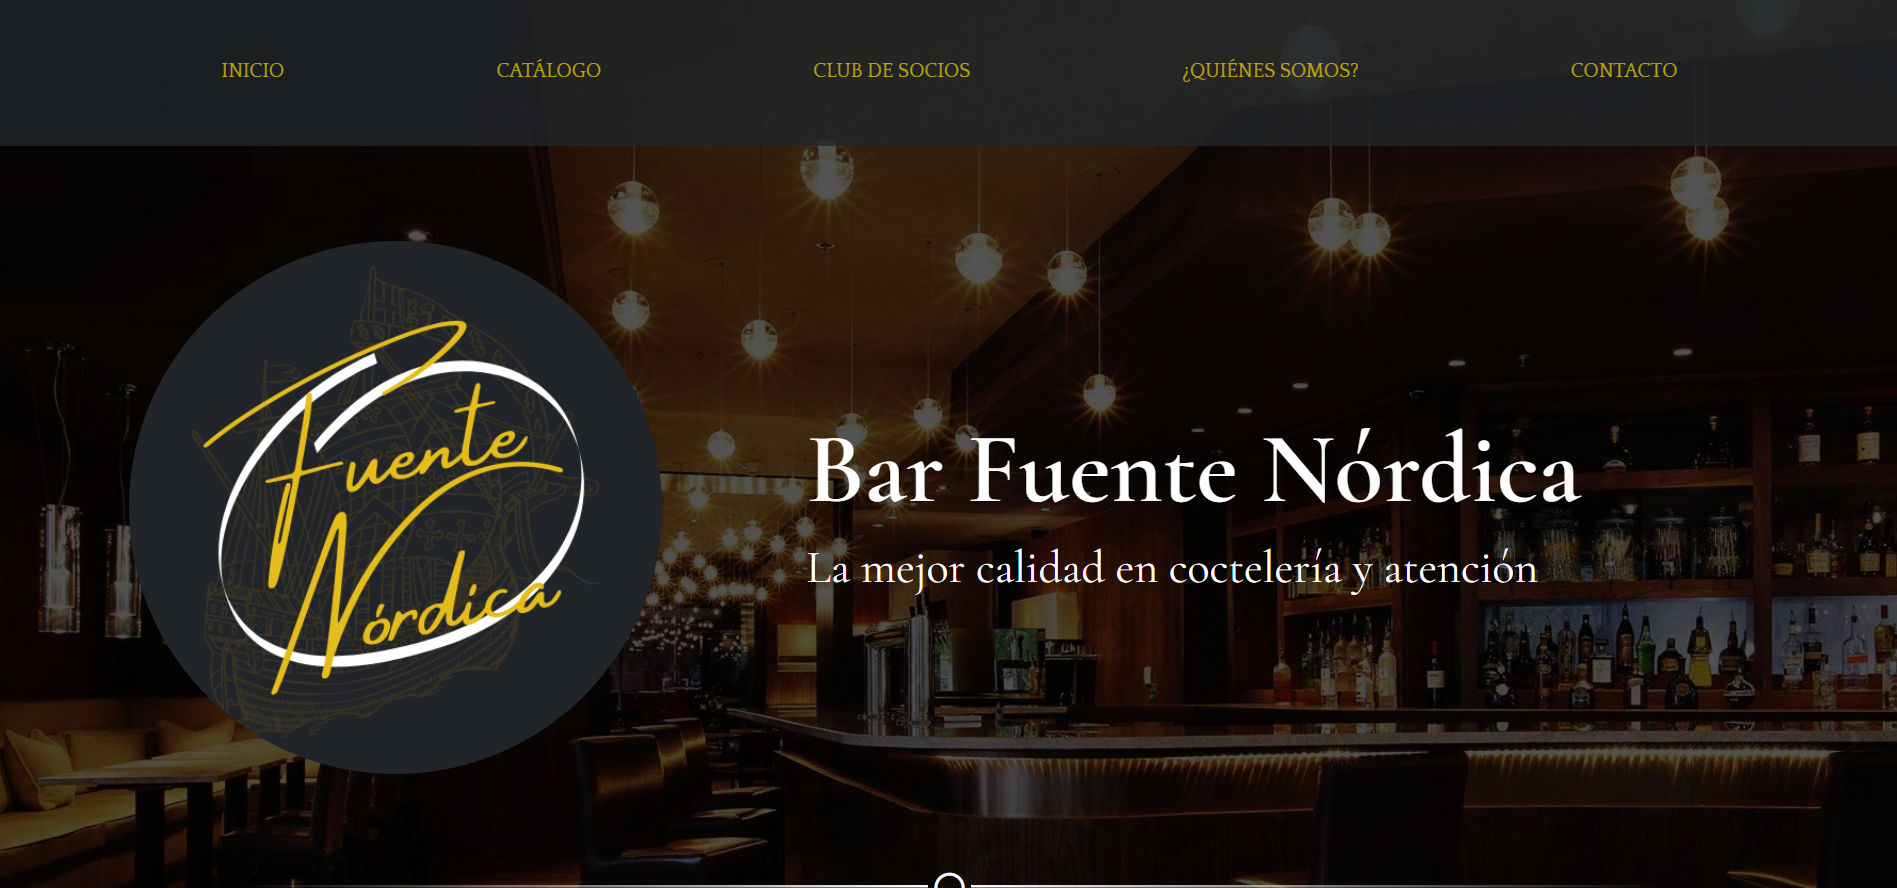 INICIO
CATÁLOGO
CLUB DE SOCIOS
¿QUIÉNES SOMOS?
CONTACTO
Fuente
Nórdica
Bar Fuente Nórdica
La mejor calidad en coctelería y atención